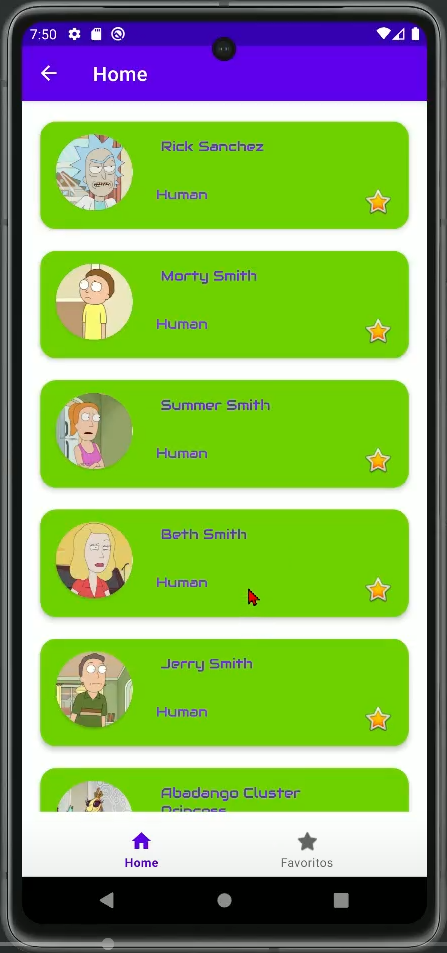 7:50
Home
Rick Sanchez
Human
Morty Smith
Human
Summer Smith
Human
Beth Smith
Human
Jerry Smith
Human
Abadango Cluster
Princess
Home
Favoritos